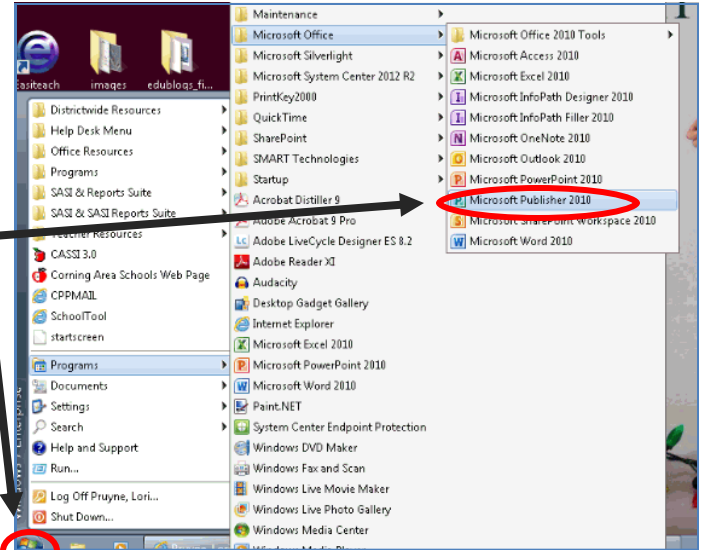 Easiteach
images
edublogs_fi...
Districtwide Resources
Help Desk Menu
Office Resources
Programs
SASI & Reports Suite
SASI & SASI Reports Suite
Teacher Resources
CASSI 3.0
Corning Area Schools Web Page
CPPMAIL
SchoolTool
startscreen
Programs
Documents
Settings
Search
Help and Support
Run...
Log Off Pruyne, Lori...
Shut Down...
Windows 7 Enterprise
Maintenance
Microsoft Office
Microsoft Silverlight
Microsoft System Center 2012 R2
PrintKey2000
QuickTime
SharePoint
SMART Technologies
Startup
Acrobat Distiller 9
Adobe Acrobat 9 Pro
Adobe LiveCycle Designer ES 8.2
Adobe Reader XI
Audacity
Desktop Gadget Gallery
Internet Explorer
Microsoft Excel 2010
Microsoft PowerPoint 2010
Microsoft Word 2010
Paint.NET
System Center Endpoint Protection
Windows DVD Maker
Windows Fax and Scan
Windows Live Movie Maker
Windows Live Photo Gallery
Windows Media Center
Windows Media Player
Microsoft Office 2010 Tools
Microsoft Access 2010
Microsoft Excel 2010
Microsoft InfoPath Designer 2010
Microsoft InfoPath Filler 2010
Microsoft OneNote 2010
Microsoft Outlook 2010
Microsoft PowerPoint 2010
Microsoft Publisher 2010
Microsoft SharePoint Workspace 2010
Microsoft Word 2010